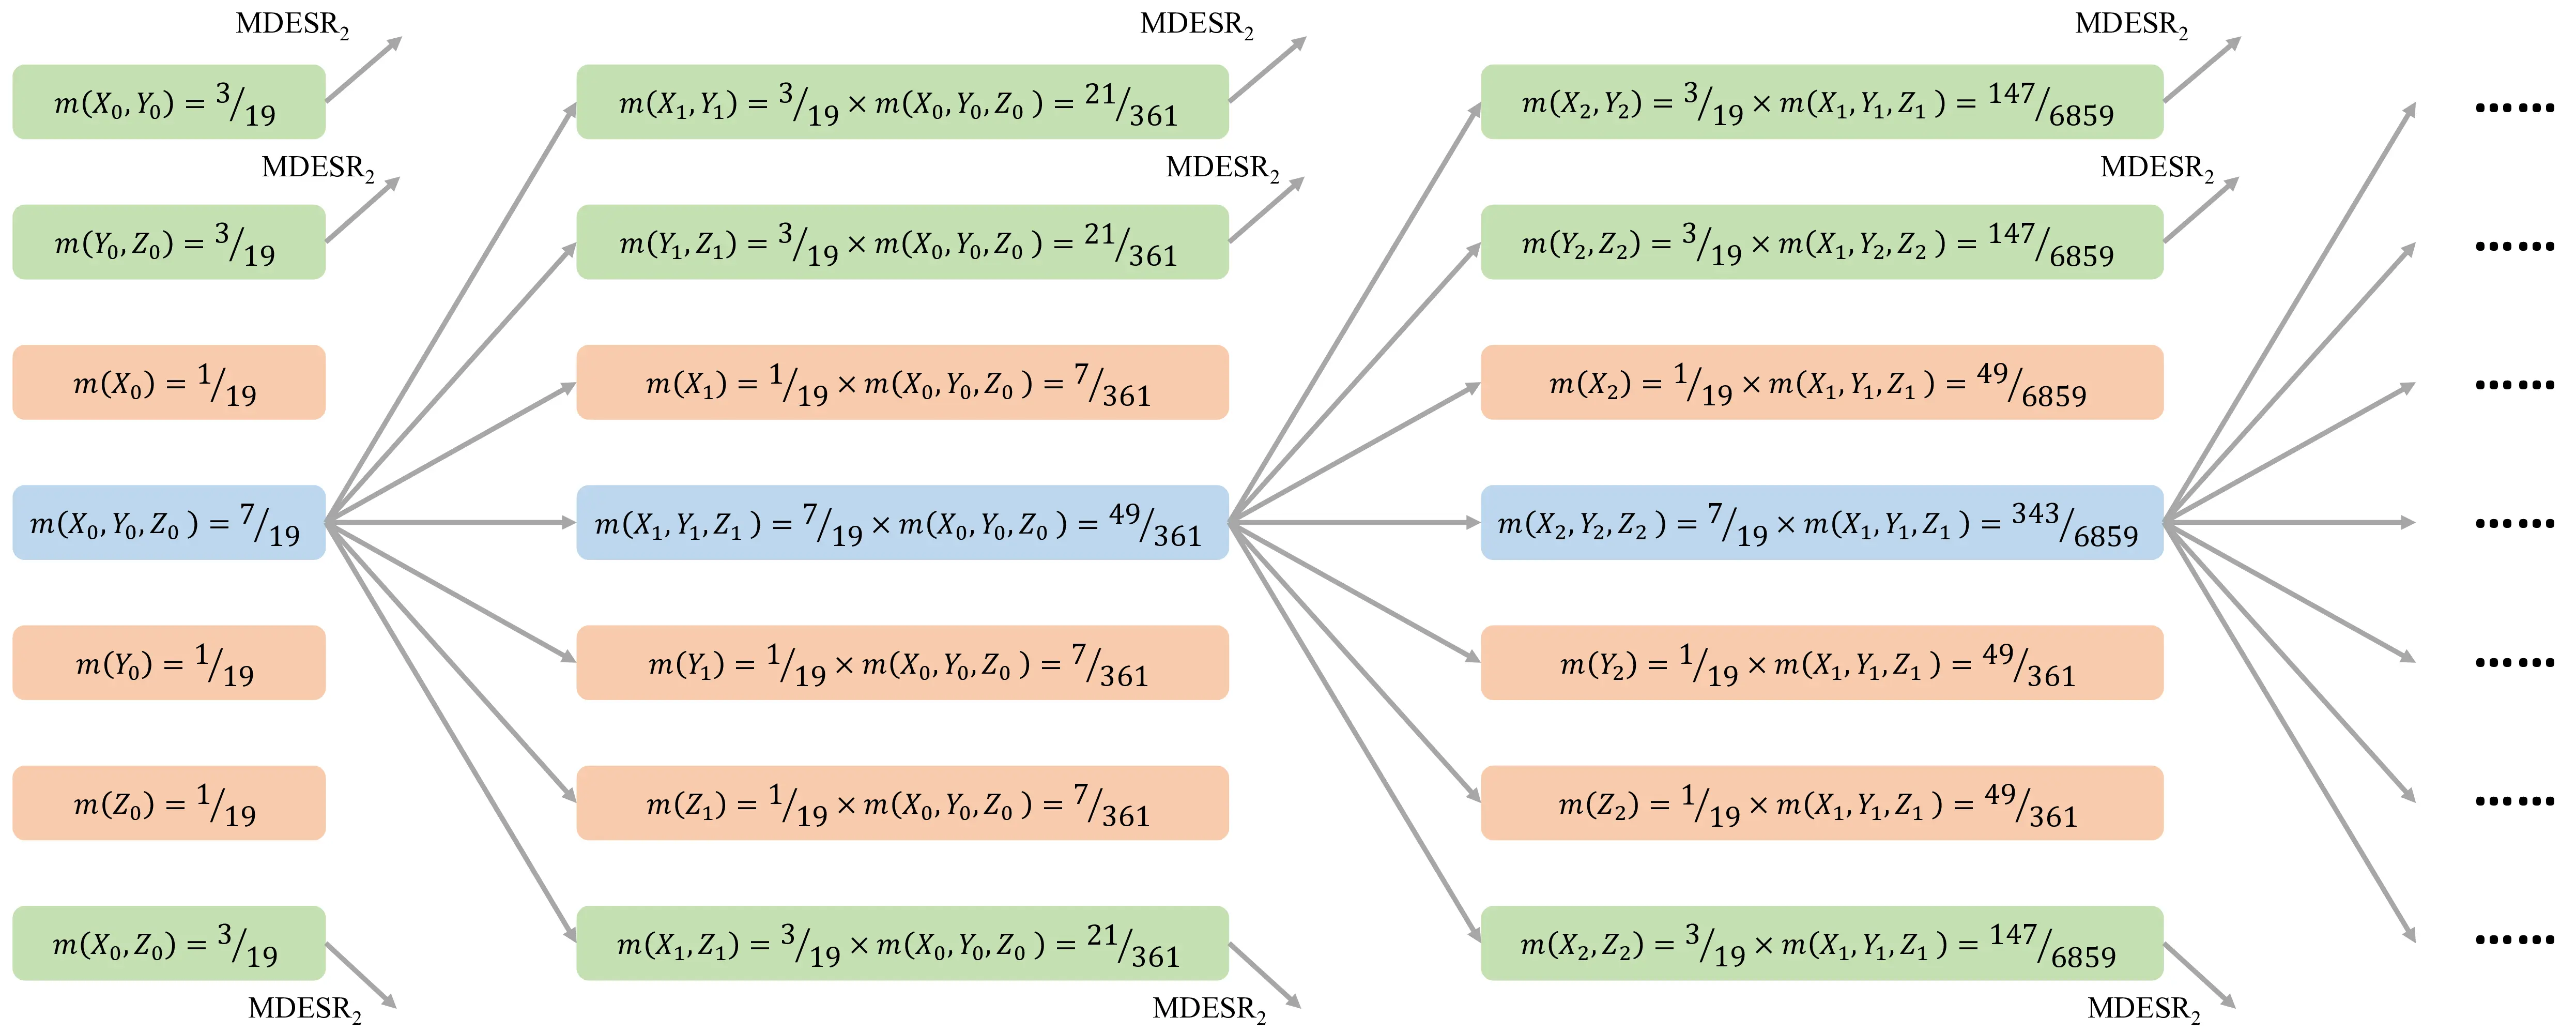 MDESR₂ MDESR₂ MDESR₂
m(X₀, Y₀) = 3/19 m(X₁, Y₁) = 3/19 × m(X₀, Y₀, Z₀ ) = 21/361 m(X₂, Y₂) = 3/19 × m(X₁, Y₁, Z₁ ) = 147/6859 ······
MDESR₂ MDESR₂ MDESR₂
m(Y₀, Z₀) = 3/19 m(Y₁, Z₁) = 3/19 × m(X₀, Y₀, Z₀ ) = 21/361 m(Y₂, Z₂) = 3/19 × m(X₁, Y₂, Z₂ ) = 147/6859 ······
m(X₀) = 1/19 m(X₁) = 1/19 × m(X₀, Y₀, Z₀ ) = 7/361 m(X₂) = 1/19 × m(X₁, Y₁, Z₁ ) = 49/6859 ······
m(X₀, Y₀, Z₀ ) = 7/19 m(X₁, Y₁, Z₁ ) = 7/19 × m(X₀, Y₀, Z₀ ) = 49/361 m(X₂, Y₂, Z₂ ) = 7/19 × m(X₁, Y₁, Z₁ ) = 343/6859 ······
m(Y₀) = 1/19 m(Y₁) = 1/19 × m(X₀, Y₀, Z₀ ) = 7/361 m(Y₂) = 1/19 × m(X₁, Y₁, Z₁ ) = 49/361 ······
m(Z₀) = 1/19 m(Z₁) = 1/19 × m(X₀, Y₀, Z₀ ) = 7/361 m(Z₂) = 1/19 × m(X₁, Y₁, Z₁ ) = 49/361 ······
m(X₀, Z₀) = 3/19 m(X₁, Z₁) = 3/19 × m(X₀, Y₀, Z₀ ) = 21/361 m(X₂, Z₂) = 3/19 × m(X₁, Y₁, Z₁ ) = 147/6859 ······
MDESR₂ MDESR₂ MDESR₂